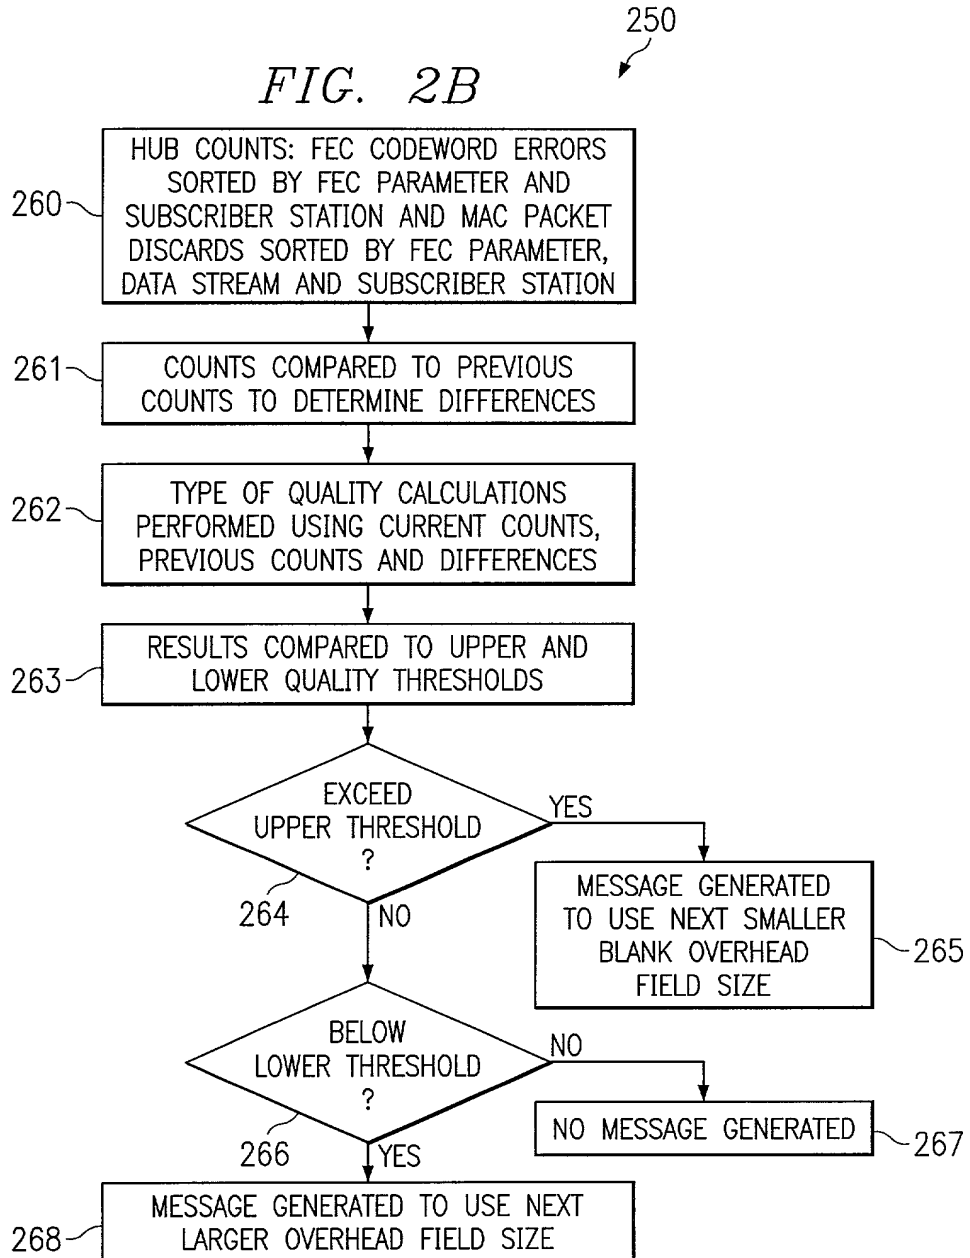 250
FIG. 2B
260
HUB COUNTS: FEC CODEWORD ERRORS
SORTED BY FEC PARAMETER AND
SUBSCRIBER STATION AND MAC PACKET
DISCARDS SORTED BY FEC PARAMETER,
DATA STREAM AND SUBSCRIBER STATION
261
COUNTS COMPARED TO PREVIOUS
COUNTS TO DETERMINE DIFFERENCES
262
TYPE OF QUALITY CALCULATIONS
PERFORMED USING CURRENT COUNTS,
PREVIOUS COUNTS AND DIFFERENCES
263
RESULTS COMPARED TO UPPER AND
LOWER QUALITY THRESHOLDS
EXCEED
UPPER THRESHOLD
?
264
YES
NO
MESSAGE GENERATED
TO USE NEXT SMALLER
BLANK OVERHEAD
FIELD SIZE
265
BELOW
LOWER THRESHOLD
?
266
NO
YES
NO MESSAGE GENERATED
267
268
MESSAGE GENERATED TO USE NEXT
LARGER OVERHEAD FIELD SIZE